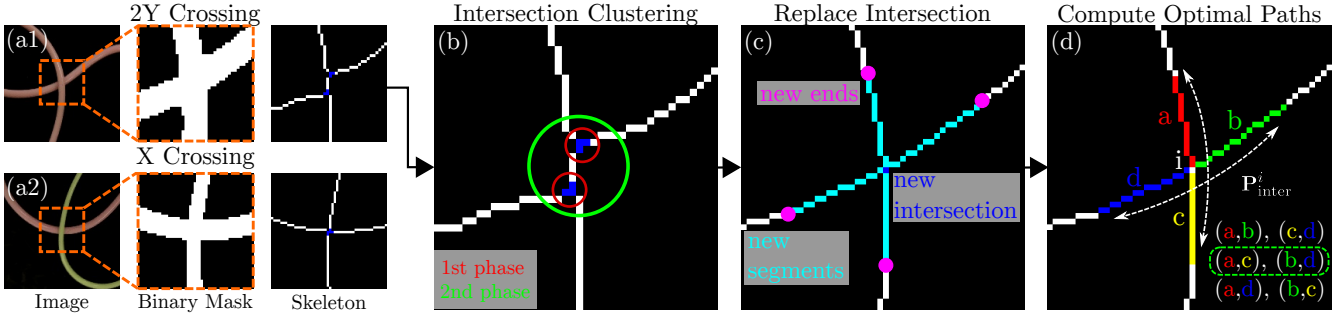 2Y Crossing
(a1)
X Crossing
(a2)
Image
Binary Mask
Skeleton
Intersection Clustering
(b)
1st phase
2nd phase
Replace Intersection
(c)
new ends
new
intersection
new
segments
Compute Optimal Paths
(d)
a
b
i
d
P^i_inter
c
(a,b), (c,d)
(a,c), (b,d)
(a,d), (b,c)